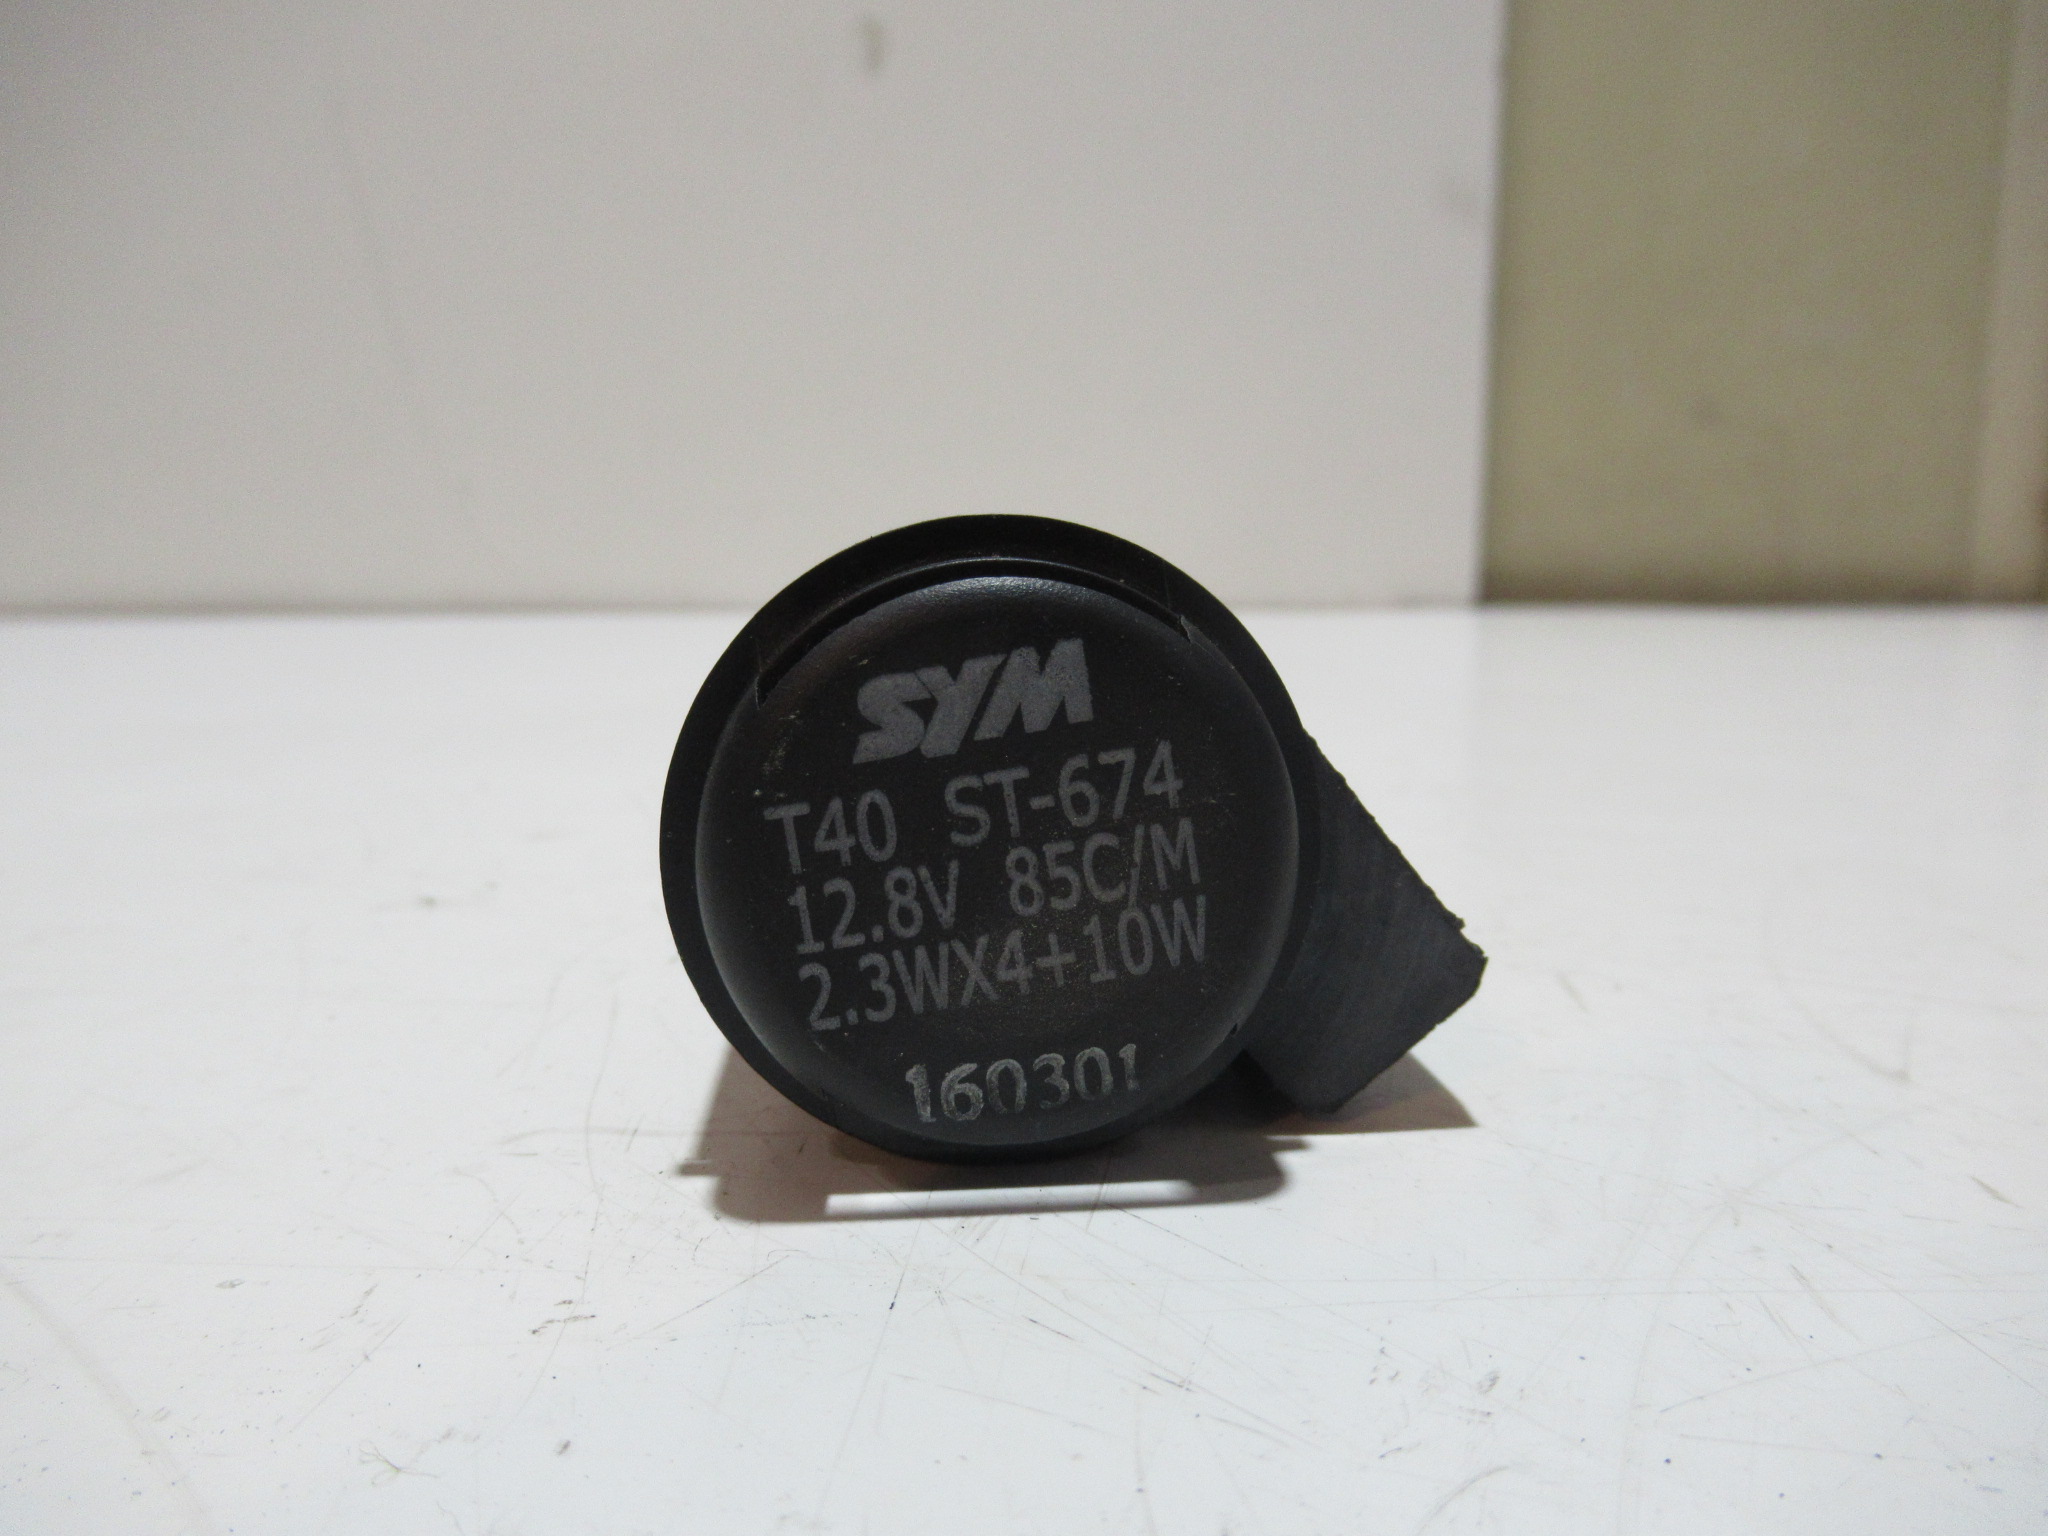 SYM
T40 ST-674
12.8V 85C/M
2.3WX4+10W
160301